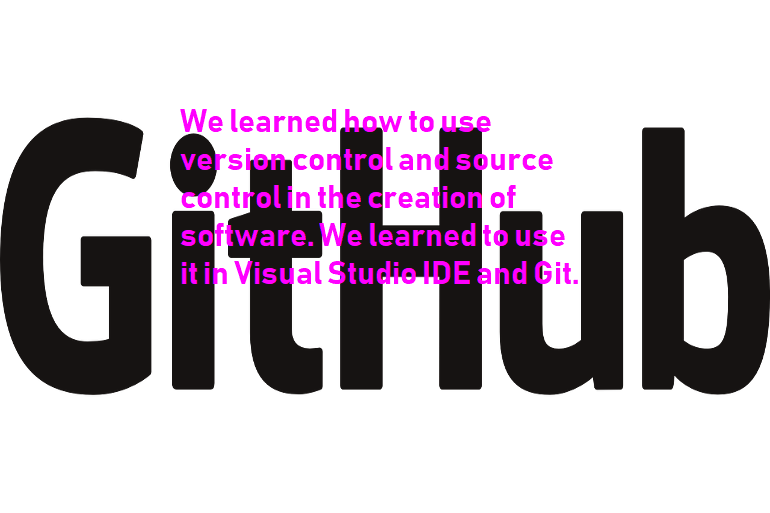 GitHub
We learned how to use
version control and source
control in the creation of
software. We learned to use
it in Visual Studio IDE and Git.